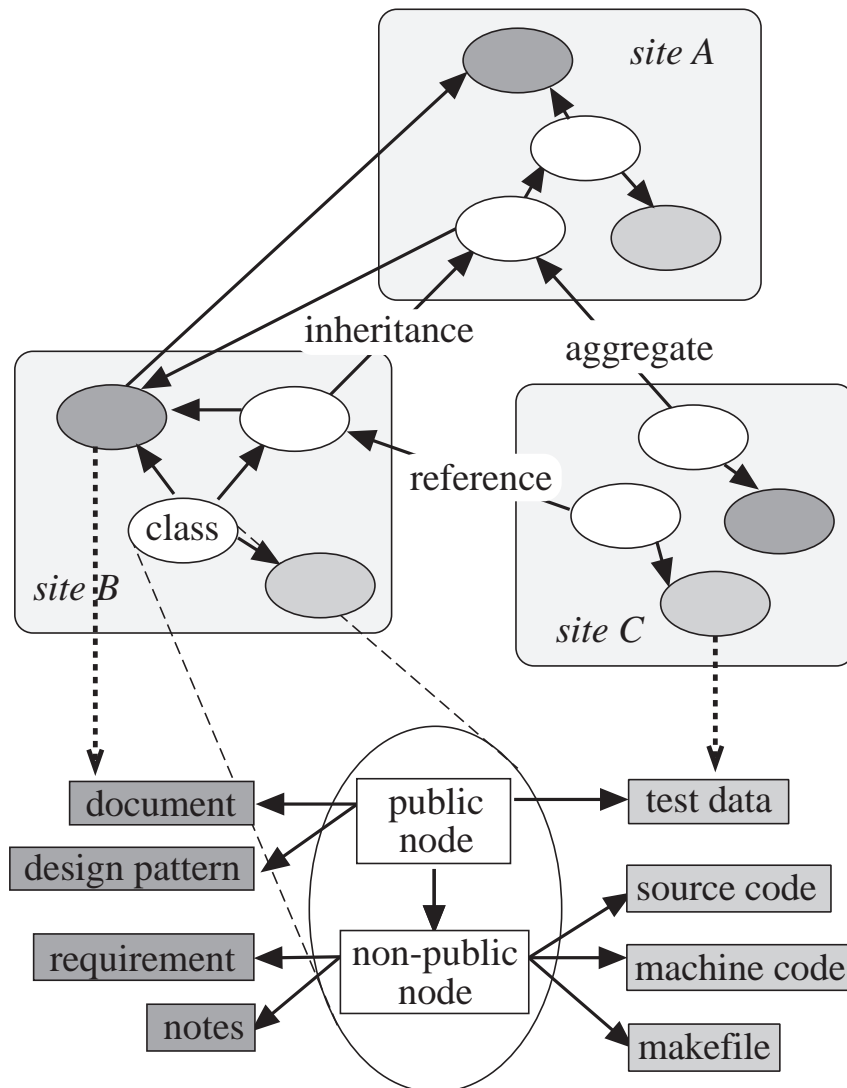 site A
inheritance
aggregate
reference
class
site B
site C
document
public
node
test data
design pattern
source code
requirement
non-public
node
machine code
notes
makefile